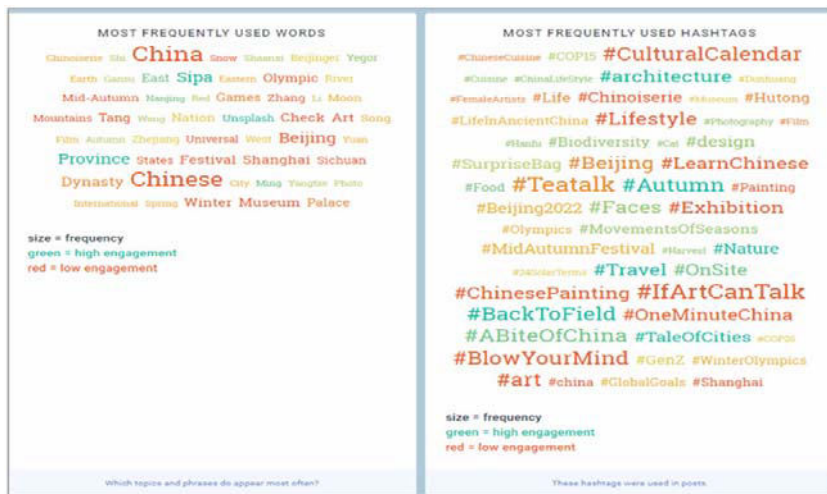 MOST FREQUENTLY USED WORDS
Chinoiserie Shi China Snow Shaanxi Beijinger Yegor
Earth Gansu East Sipa Eastern Olympic River
Mid-Autumn Nanjing Red Games Zhang Li Moon
Mountains Tang Wang Nation Unsplash Check Art Song
Film Autumn Zhejiang Universal West Beijing Yuan
Province States Festival Shanghai Sichuan
Dynasty Chinese City Ming Yangtze Photo
International Spring Winter Museum Palace
size = frequency
green = high engagement
red = low engagement
Which topics and phrases do appear most often?
MOST FREQUENTLY USED HASHTAGS
#ChineseCuisine #COP15 #CulturalCalendar
#Cuisine #ChinaLifeStyle #architecture #Dunhuang
#FemaleArtists #Life #Chinoiserie #Museum #Hutong
#LifeInAncientChina #Lifestyle #Photography #Film
#Hanfu #Biodiversity #Cat #design
#SurpriseBag #Beijing #LearnChinese
#Food #Teatalk #Autumn #Painting
#Beijing2022 #Faces #Exhibition
#Olympics #MovementsOfSeasons
#MidAutumnFestival #Harvest #Nature
#24SolarTerms #Travel #OnSite
#ChinesePainting #IfArtCanTalk
#BackToField #OneMinuteChina
#ABiteOfChina #TaleOfCities
#BlowYourMind #GenZ #WinterOlympics
#art #china #GlobalGoals #Shanghai
size = frequency
green = high engagement
red = low engagement
These hashtags were used in posts.